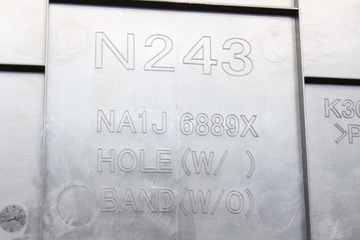 N243
NA1J 6889X
HOLE(W/ )
BAND(W/O)
K30
>P